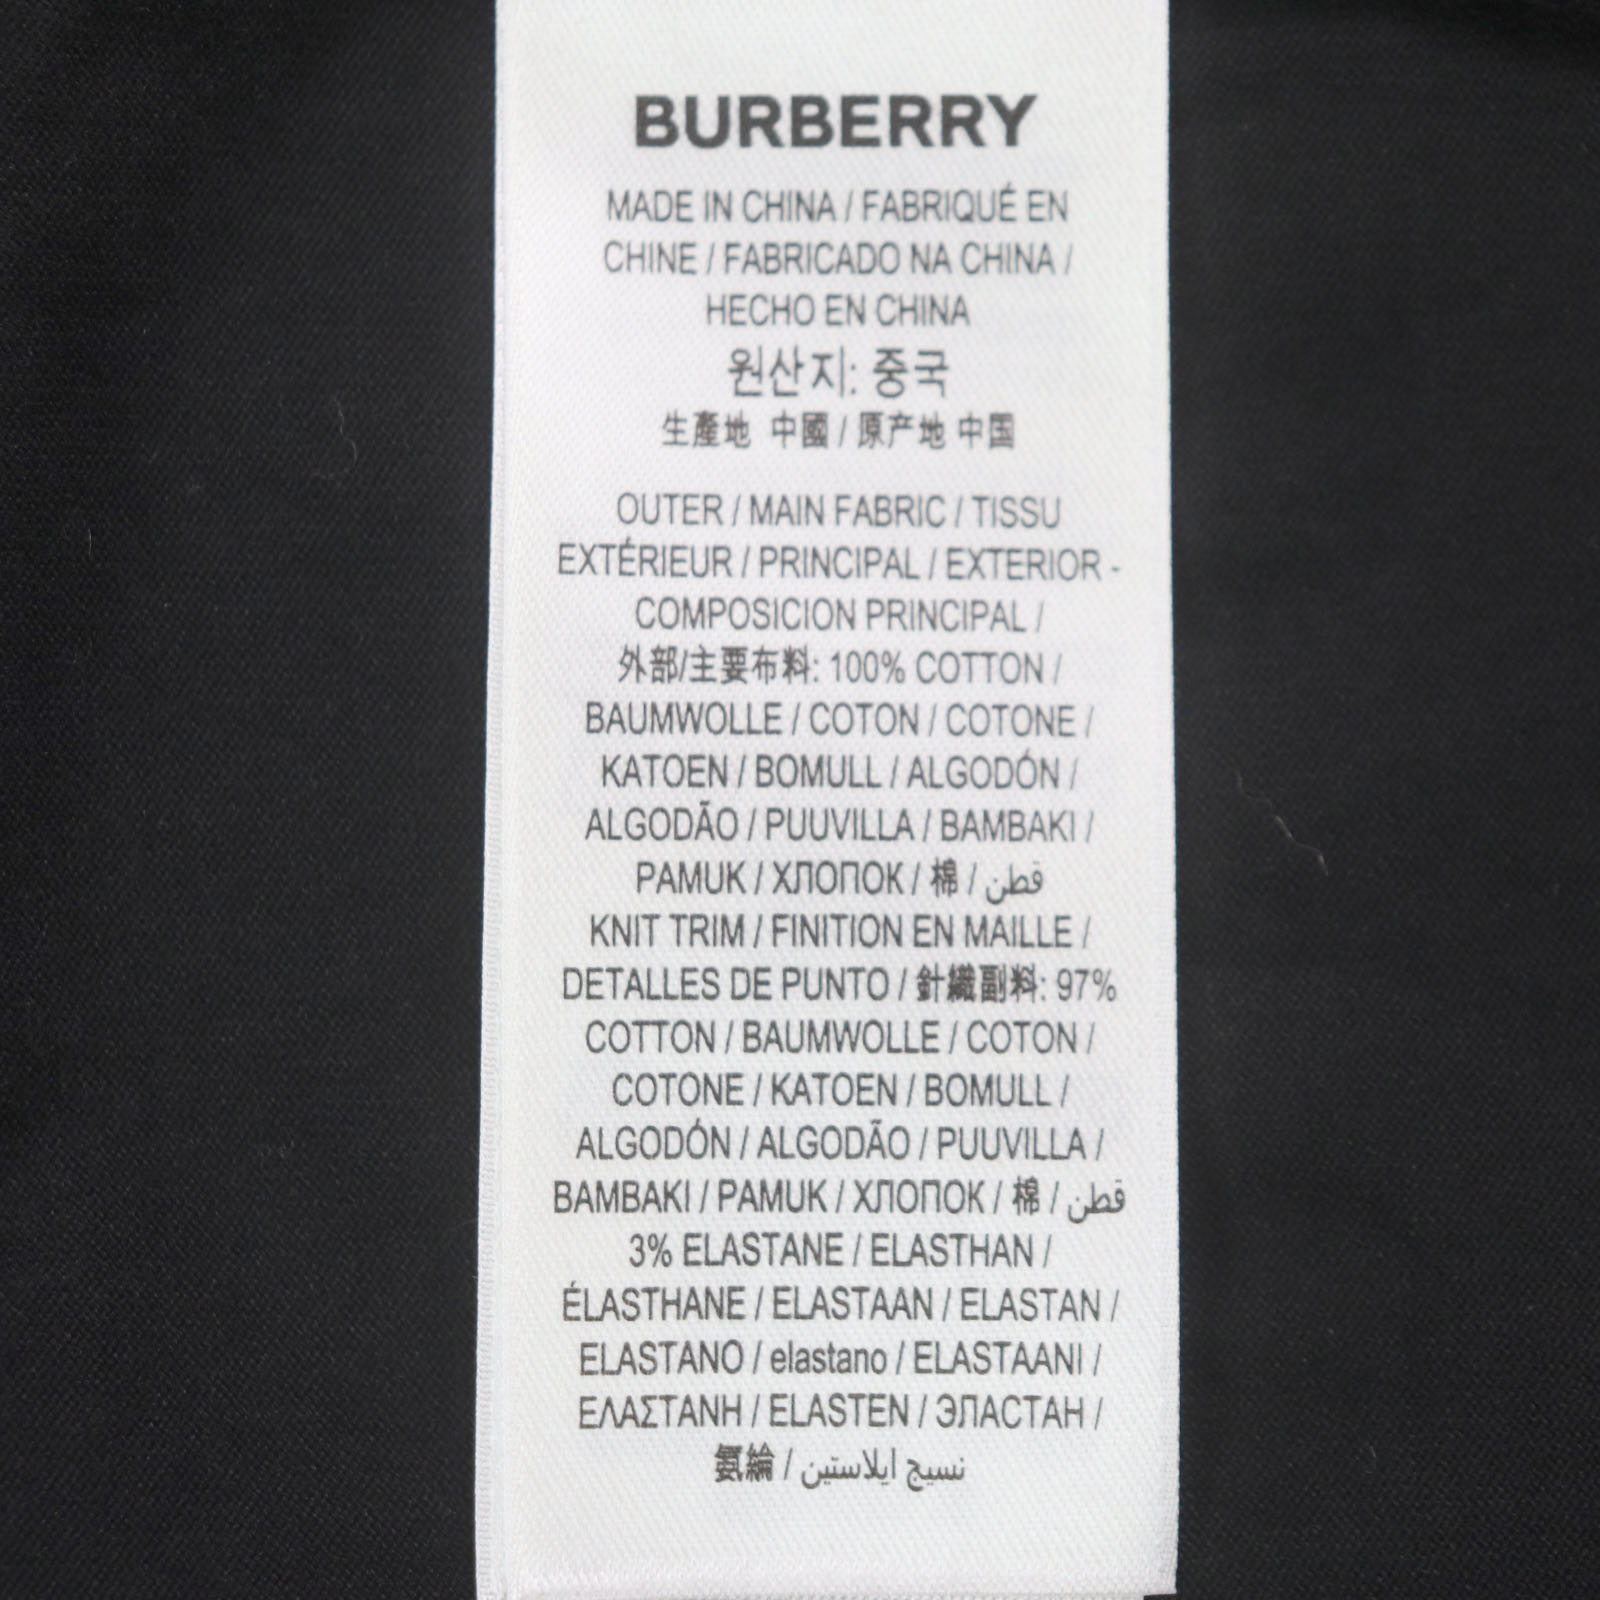 BURBERRY
MADE IN CHINA / FABRIQUÉ EN
CHINE / FABRICADO NA CHINA /
HECHO EN CHINA
원산지: 중국
生產地 中國 / 原产地 中国
OUTER / MAIN FABRIC / TISSU
EXTÉRIEUR / PRINCIPAL / EXTERIOR -
COMPOSICION PRINCIPAL /
外部/主要布料: 100% COTTON /
BAUMWOLLE / COTON / COTONE /
KATOEN / BOMULL / ALGODÓN /
ALGODÃO / PUUVILLA / BAMBAKI /
PAMUK / ХЛОПОК / 棉 / قطن
KNIT TRIM / FINITION EN MAILLE /
DETALLES DE PUNTO / 針織副料: 97%
COTTON / BAUMWOLLE / COTON /
COTONE / KATOEN / BOMULL /
ALGODÓN / ALGODÃO / PUUVILLA /
BAMBAKI / PAMUK / ХЛОПОК / 棉 / قطن
3% ELASTANE / ELASTHAN /
ÉLASTHANE / ELASTAAN / ELASTAN /
ELASTANO / elastano / ELASTAANI /
ΕΛΑΣΤΑΝΗ / ELASTEN / ЭЛАСТАН /
氨綸 / نسيج ايلاستين